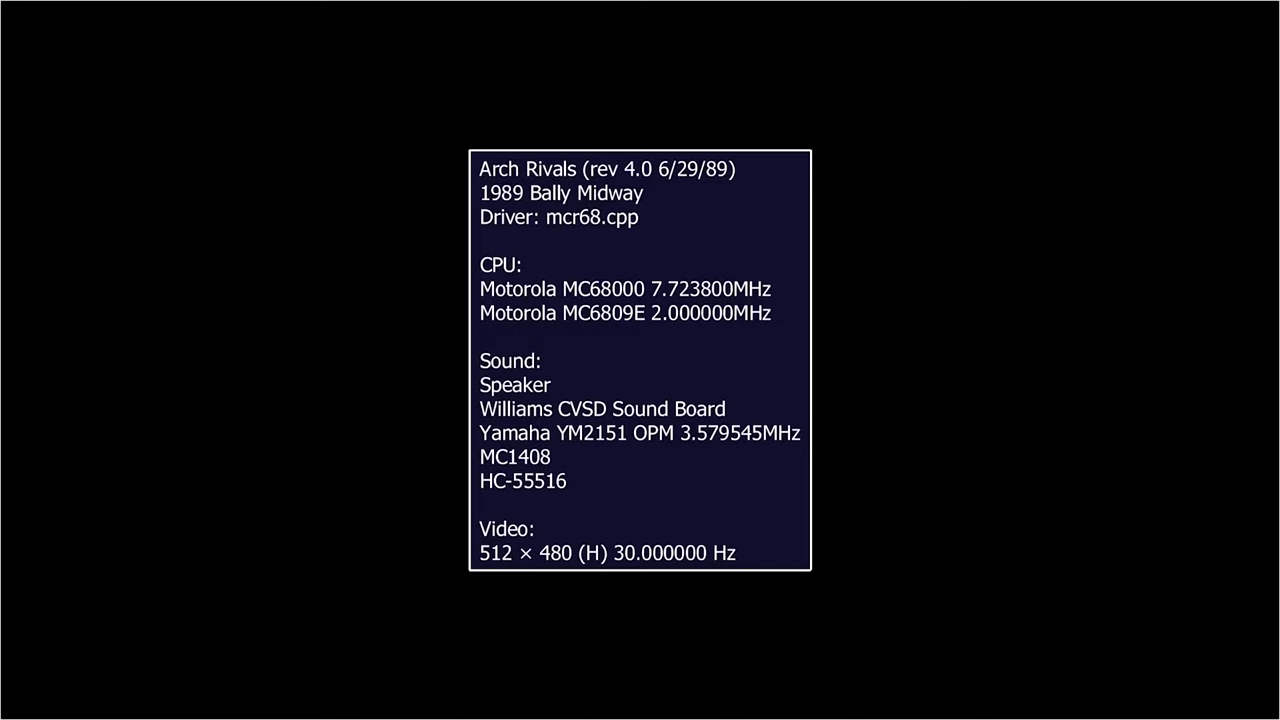 Arch Rivals (rev 4.0 6/29/89)
1989 Bally Midway
Driver: mcr68.cpp
CPU:
Motorola MC68000 7.723800MHz
Motorola MC6809E 2.000000MHz
Sound:
Speaker
Williams CVSD Sound Board
Yamaha YM2151 OPM 3.579545MHz
MC1408
HC-55516
Video:
512 × 480 (H) 30.000000 Hz